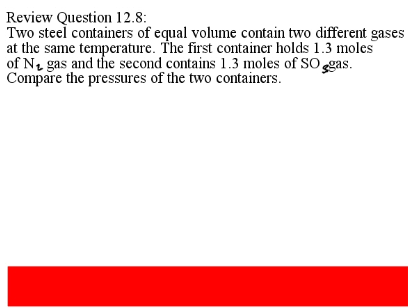 Review Question 12.8:
Two steel containers of equal volume contain two different gases
at the same temperature. The first container holds 1.3 moles
of N₂ gas and the second contains 1.3 moles of SO₃ gas.
Compare the pressures of the two containers.